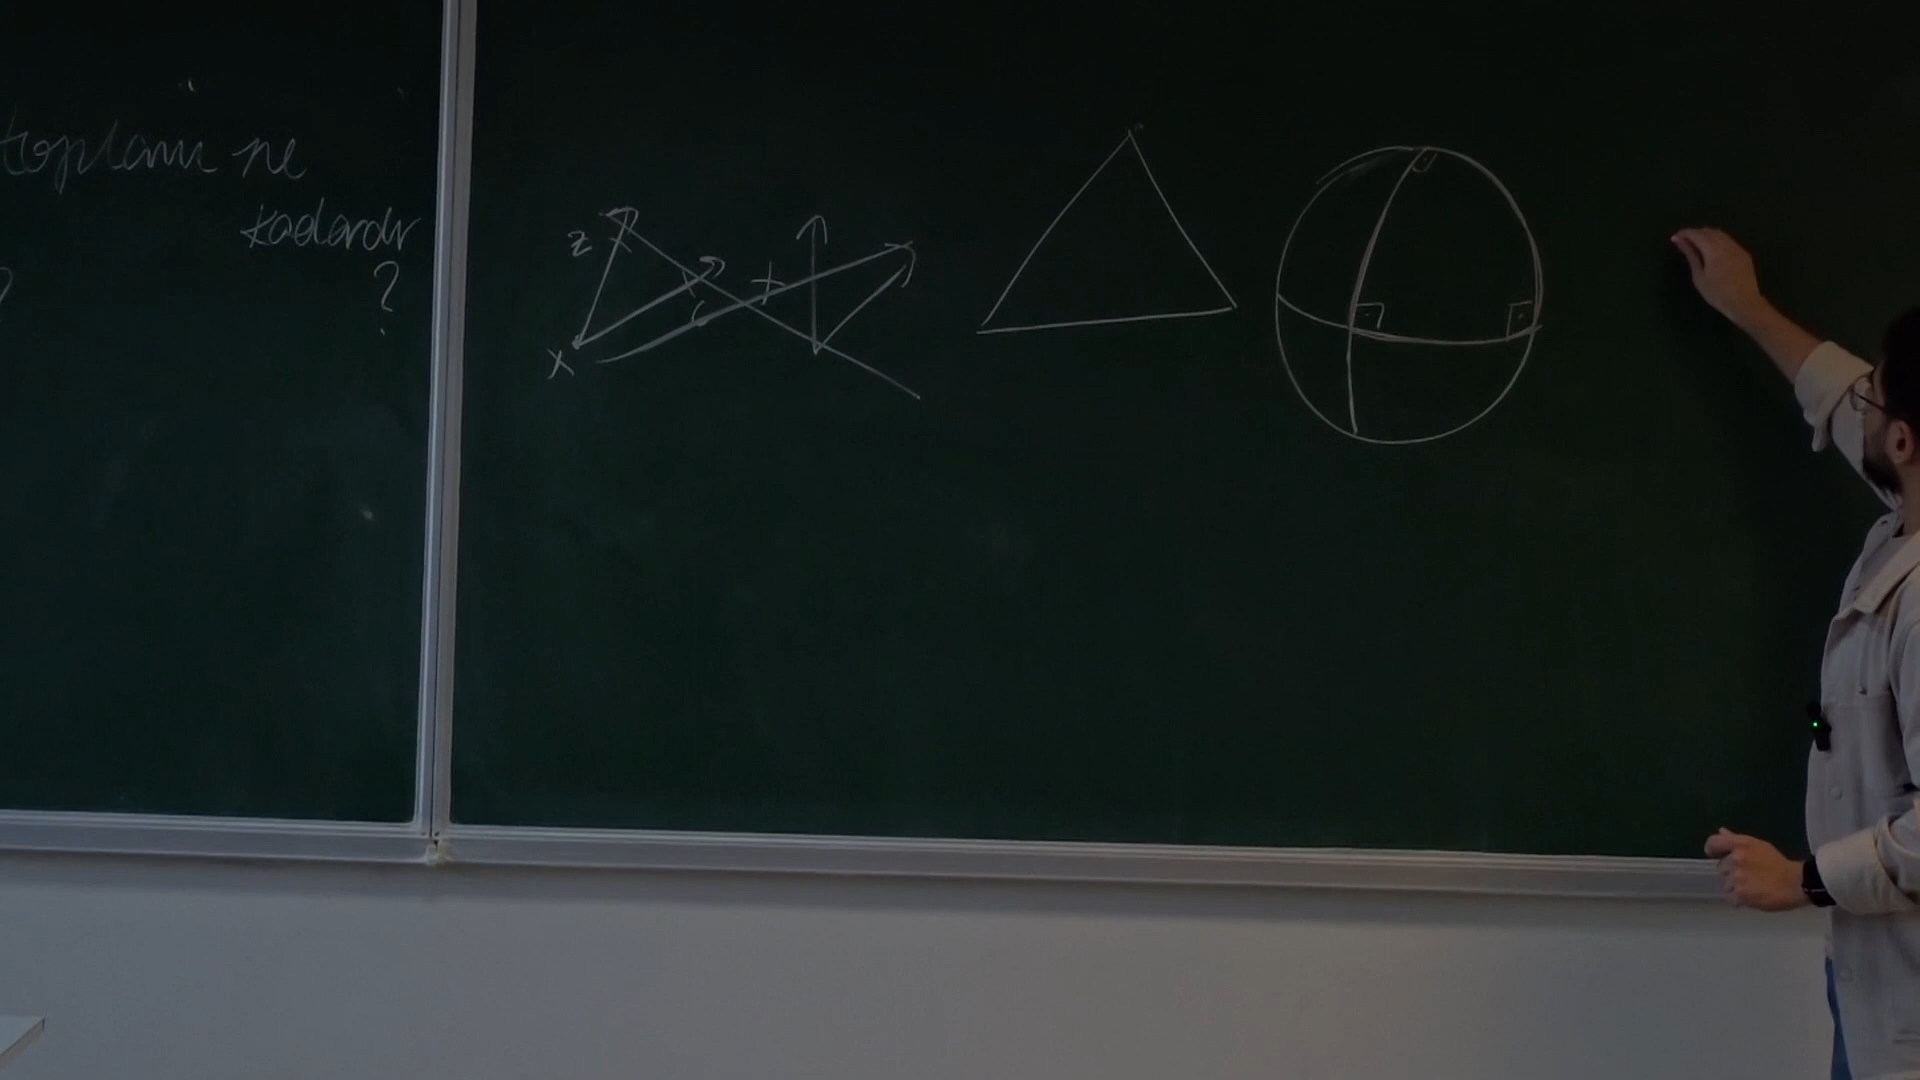 toplamı ne
kadardır
?
?
z
x